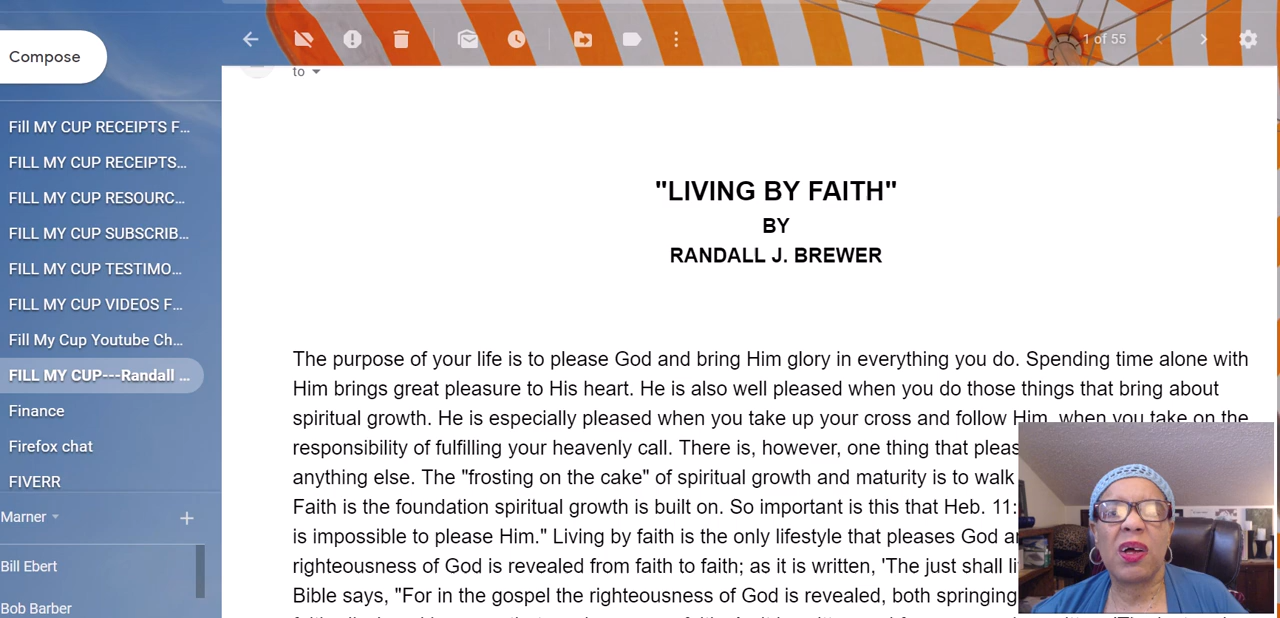 Compose
1 of 55
to
Fill MY CUP RECEIPTS F...
FILL MY CUP RECEIPTS...
FILL MY CUP RESOURC...
FILL MY CUP SUBSCRIB...
FILL MY CUP TESTIMO...
FILL MY CUP VIDEOS F...
Fill My Cup Youtube Ch...
FILL MY CUP---Randall ...
Finance
Firefox chat
FIVERR
Marner
Bill Ebert
Bob Barber
"LIVING BY FAITH"
BY
RANDALL J. BREWER
The purpose of your life is to please God and bring Him glory in everything you do. Spending time alone with
Him brings great pleasure to His heart. He is also well pleased when you do those things that bring about
spiritual growth. He is especially pleased when you take up your cross and follow Him, when you take on the
responsibility of fulfilling your heavenly call. There is, however, one thing that pleas
anything else. The "frosting on the cake" of spiritual growth and maturity is to walk
Faith is the foundation spiritual growth is built on. So important is this that Heb. 11:
is impossible to please Him." Living by faith is the only lifestyle that pleases God
righteousness of God is revealed from faith to faith; as it is written, 'The just shall
Bible says, "For in the gospel the righteousness of God is revealed, both springing